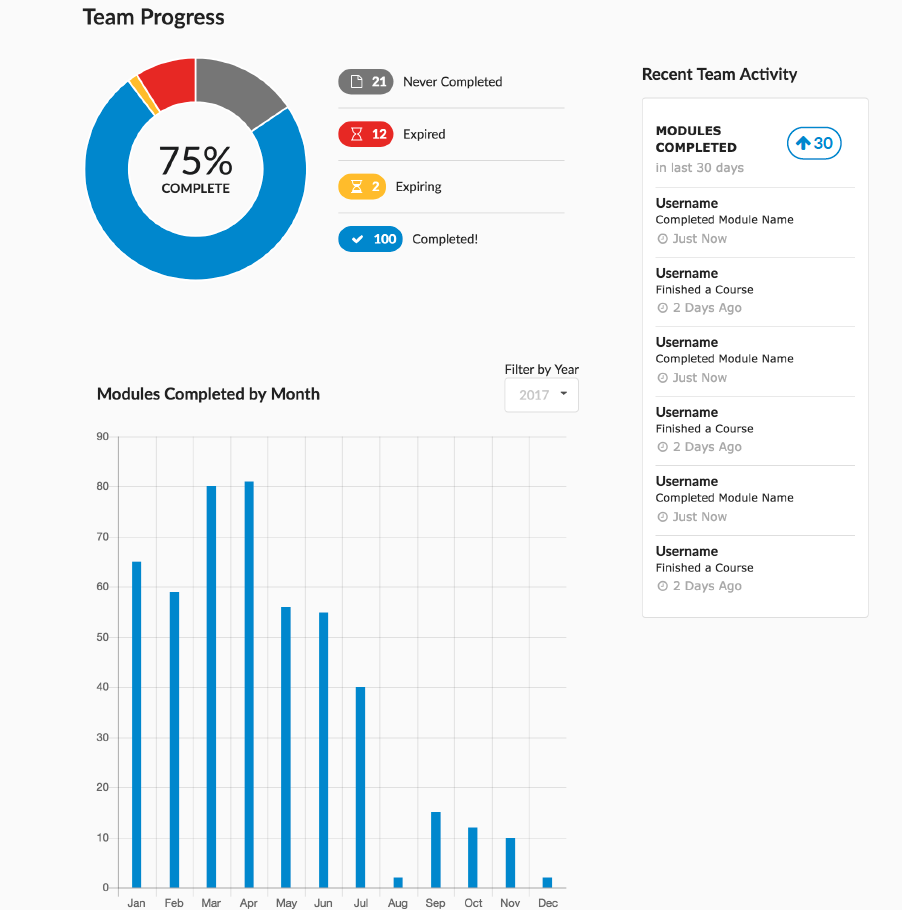 Team Progress
75%
COMPLETE
21 Never Completed
12 Expired
2 Expiring
100 Completed!
Recent Team Activity
MODULES
COMPLETED
30
in last 30 days
Username
Completed Module Name
Just Now
Username
Finished a Course
2 Days Ago
Username
Completed Module Name
Just Now
Username
Finished a Course
2 Days Ago
Username
Completed Module Name
Just Now
Username
Finished a Course
2 Days Ago
Filter by Year
Modules Completed by Month
2017
90
80
70
60
50
40
30
20
10
0
Jan Feb Mar Apr May Jun Jul Aug Sep Oct Nov Dec